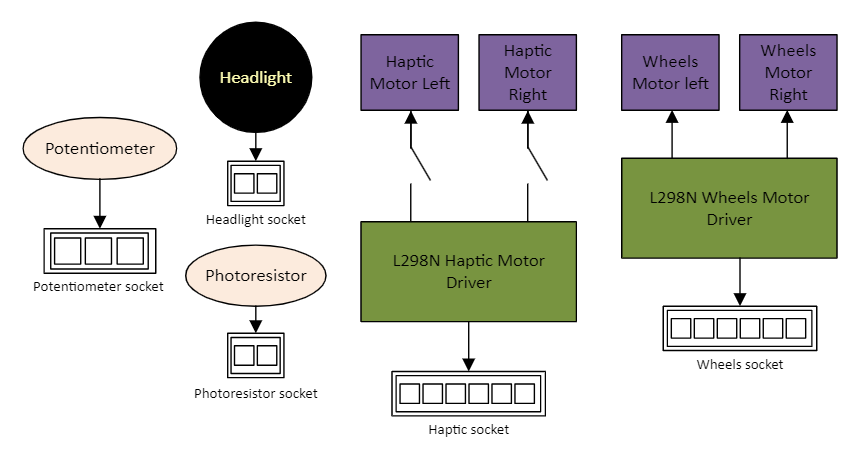 Headlight
Haptic
Motor Left
Haptic
Motor
Right
Wheels
Motor left
Wheels
Motor
Right
Potentiometer
Headlight socket
L298N Wheels Motor
Driver
Potentiometer socket
Photoresistor
L298N Haptic Motor
Driver
Photoresistor socket
Wheels socket
Haptic socket